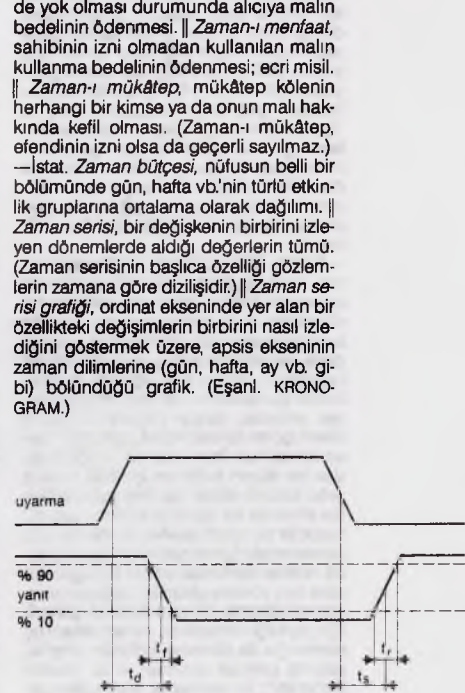 de yok olması durumunda alıcıya malın
bedelinin ödenmesi. || Zaman-ı menfaat,
sahibinin izni olmadan kullanılan malın
kullanma bedelinin ödenmesi; ecri misil.
|| Zaman-ı mükâtep, mükâtep kölenin
herhangi bir kimse ya da onun malı hak-
kında kefil olması. (Zaman-ı mükâtep,
efendinin izni olsa da geçerli sayılmaz.)
—İstat. Zaman bütçesi, nüfusun belli bir
bölümünde gün, hafta vb.'nin türlü etkin-
lik gruplarına ortalama olarak dağılımı. ||
Zaman serisi, bir değişkenin birbirini izle-
yen dönemlerde aldığı değerlerin tümü.
(Zaman serisinin başlıca özelliği gözlem-
lerin zamana göre dizilişidir.) || Zaman se-
risi grafiği, ordinat ekseninde yer alan bir
özellikteki değişimlerin birbirini nasıl izle-
diğini göstermek üzere, apsis ekseninin
zaman dilimlerine (gün, hafta, ay vb. gi-
bi) bölündüğü grafik. (Eşanl. KRONO-
GRAM.)
uyarma
% 90
yanıt
% 10
tf
tr
td
ts